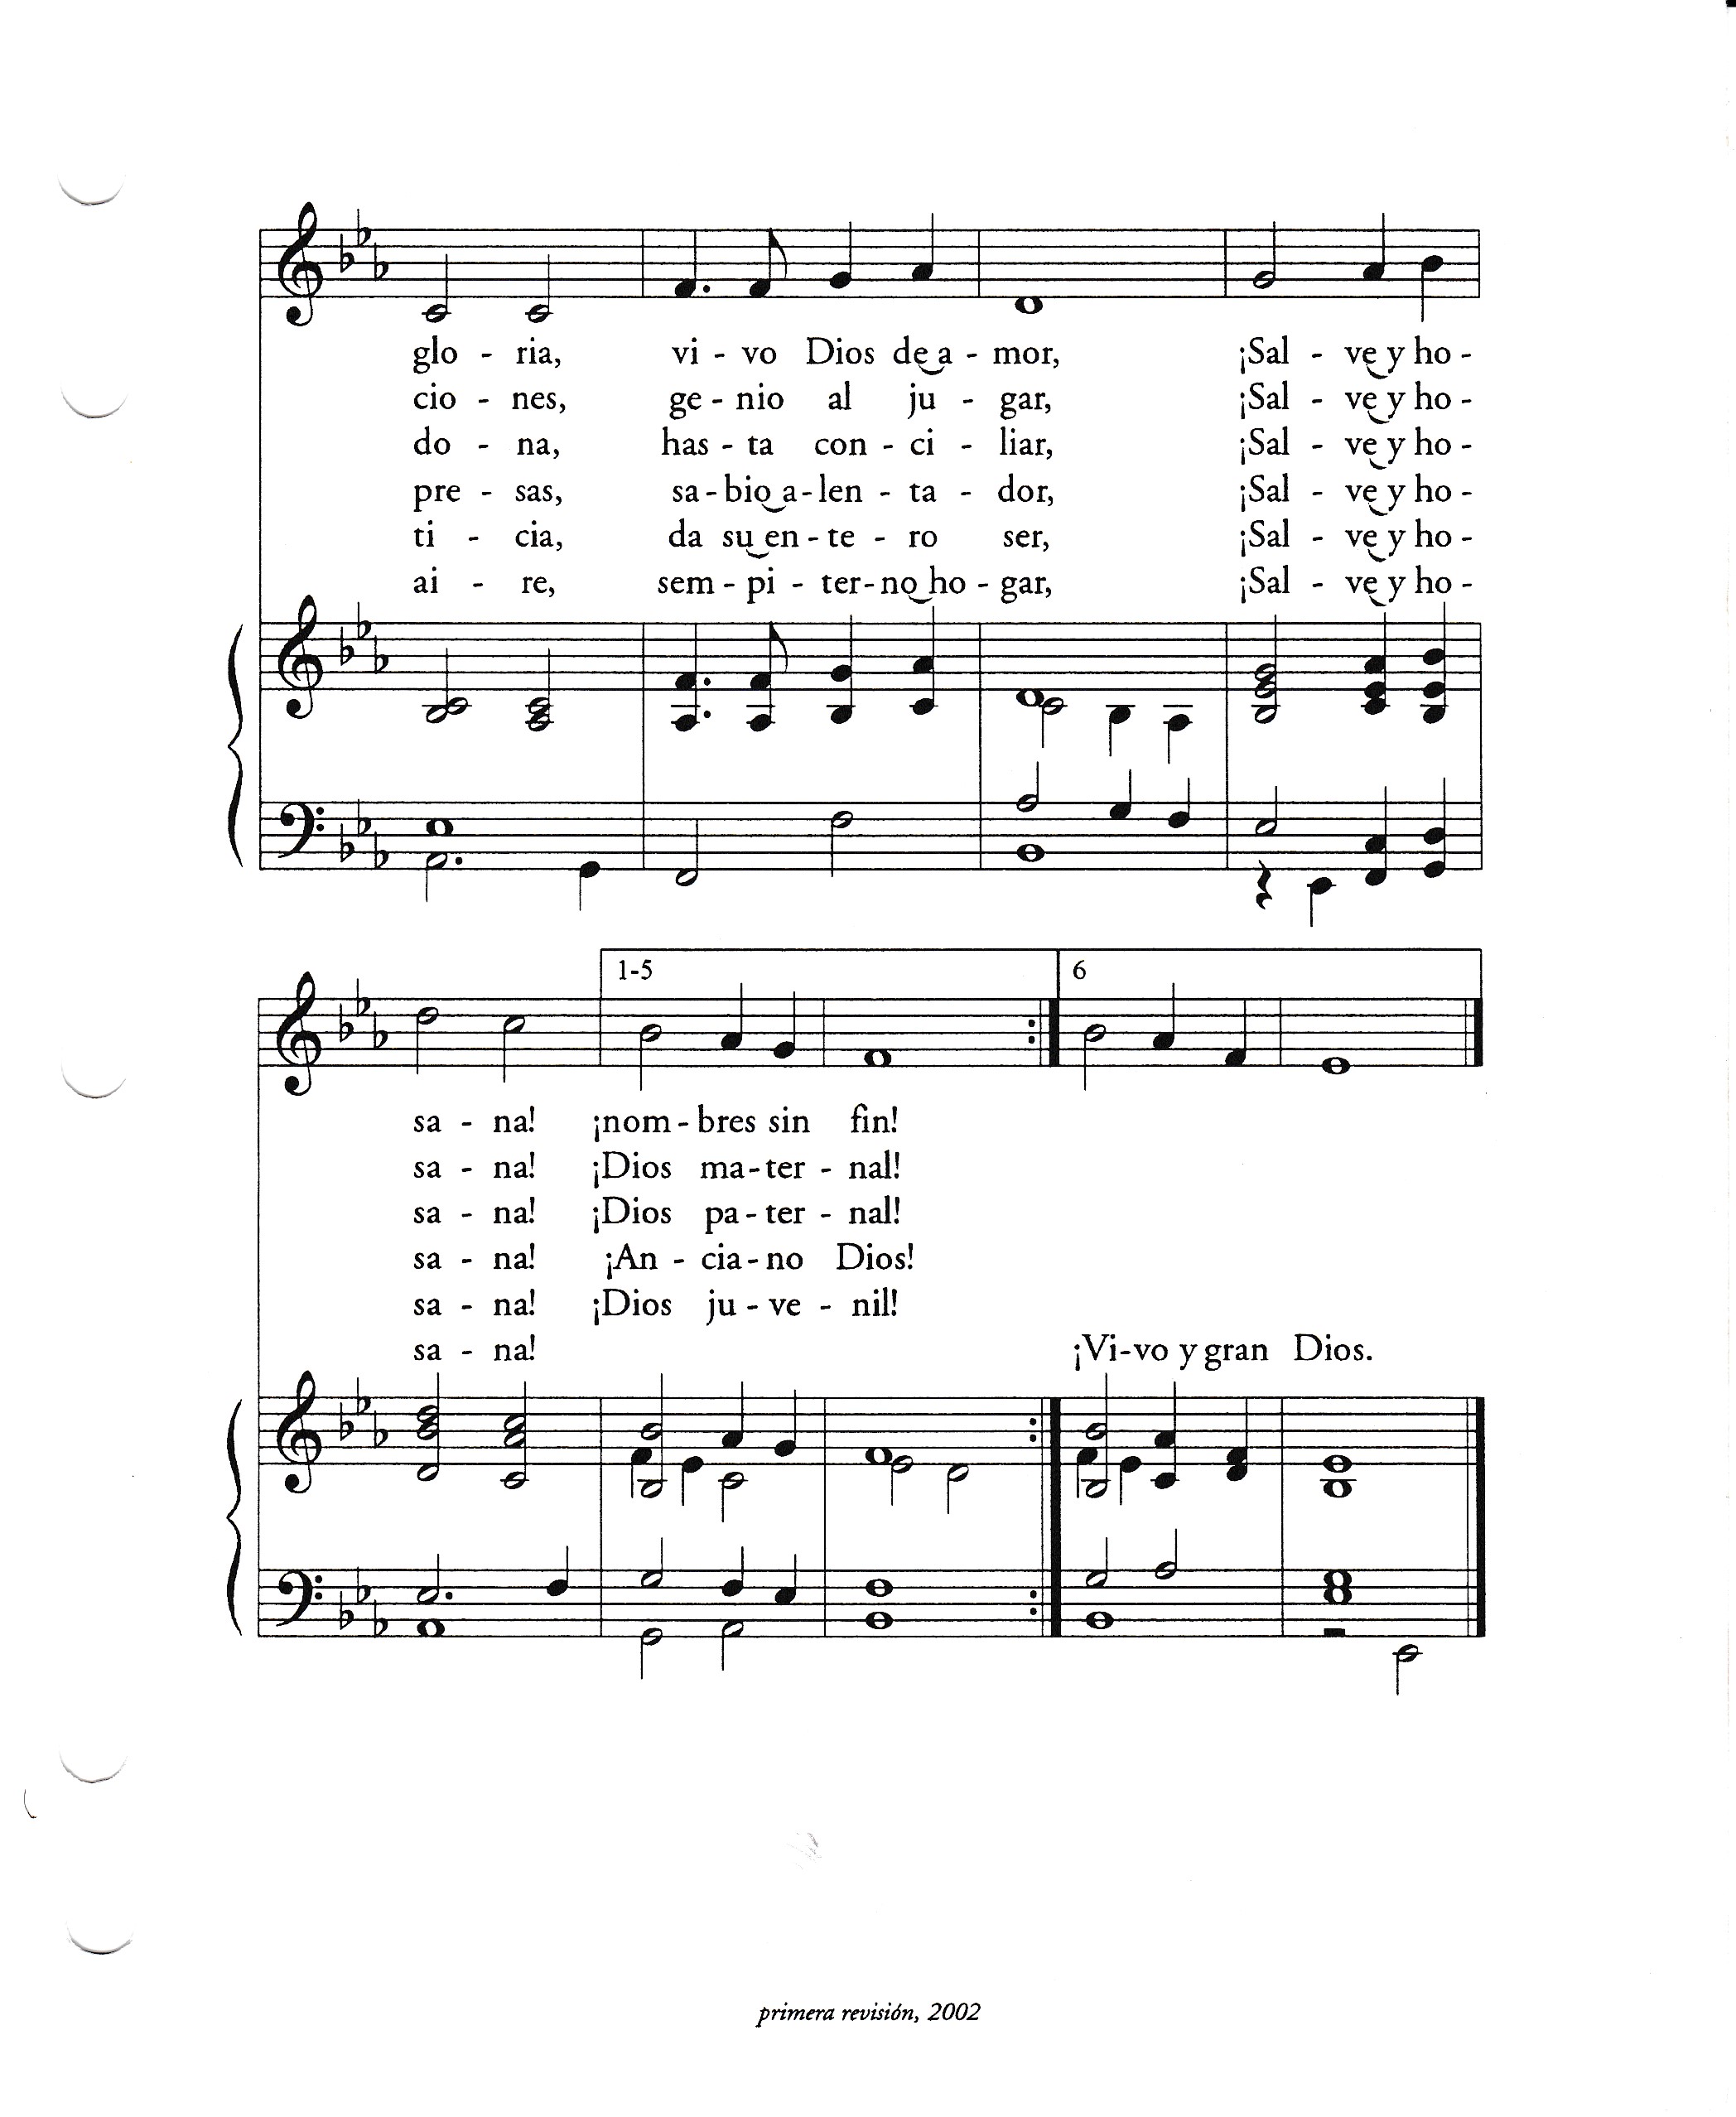 glo - ria, vi - vo Dios de‿a - mor, ¡Sal - ve‿y ho -
cio - nes, ge - nio al ju - gar, ¡Sal - ve‿y ho -
do - na, has - ta con - ci - liar, ¡Sal - ve‿y ho -
pre - sas, sa - bio‿a - len - ta - dor, ¡Sal - ve‿y ho -
ti - cia, da su‿en - te - ro ser, ¡Sal - ve‿y ho -
ai - re, sem - pi - ter - no‿ho - gar, ¡Sal - ve‿y ho -
1-5 6
sa - na! ¡nom - bres sin fin!
sa - na! ¡Dios ma - ter - nal!
sa - na! ¡Dios pa - ter - nal!
sa - na! ¡An - cia - no Dios!
sa - na! ¡Dios ju - ve - nil!
sa - na! ¡Vi - vo y gran Dios.
primera revisión, 2002